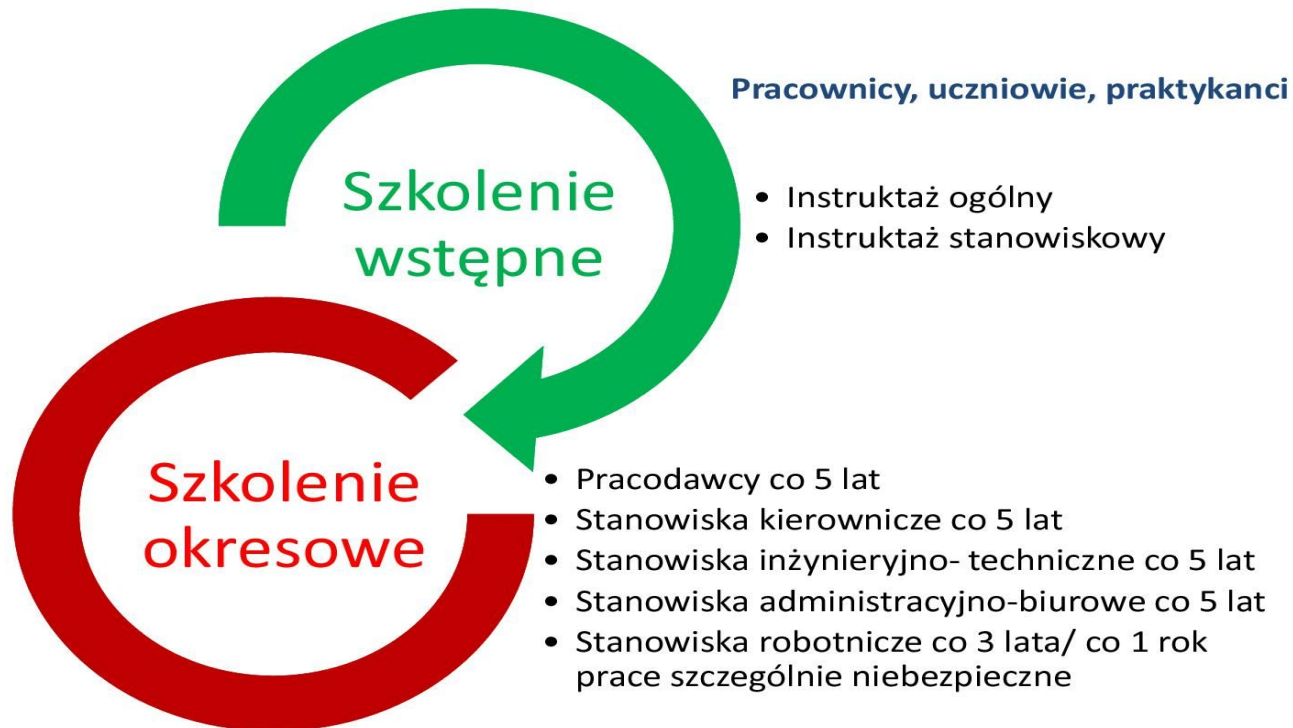 Pracownicy, uczniowie, praktykanci
Szkolenie
wstępne
• Instruktaż ogólny
• Instruktaż stanowiskowy
Szkolenie
okresowe
• Pracodawcy co 5 lat
• Stanowiska kierownicze co 5 lat
• Stanowiska inżynieryjno- techniczne co 5 lat
• Stanowiska administracyjno-biurowe co 5 lat
• Stanowiska robotnicze co 3 lata/ co 1 rok
prace szczególnie niebezpieczne